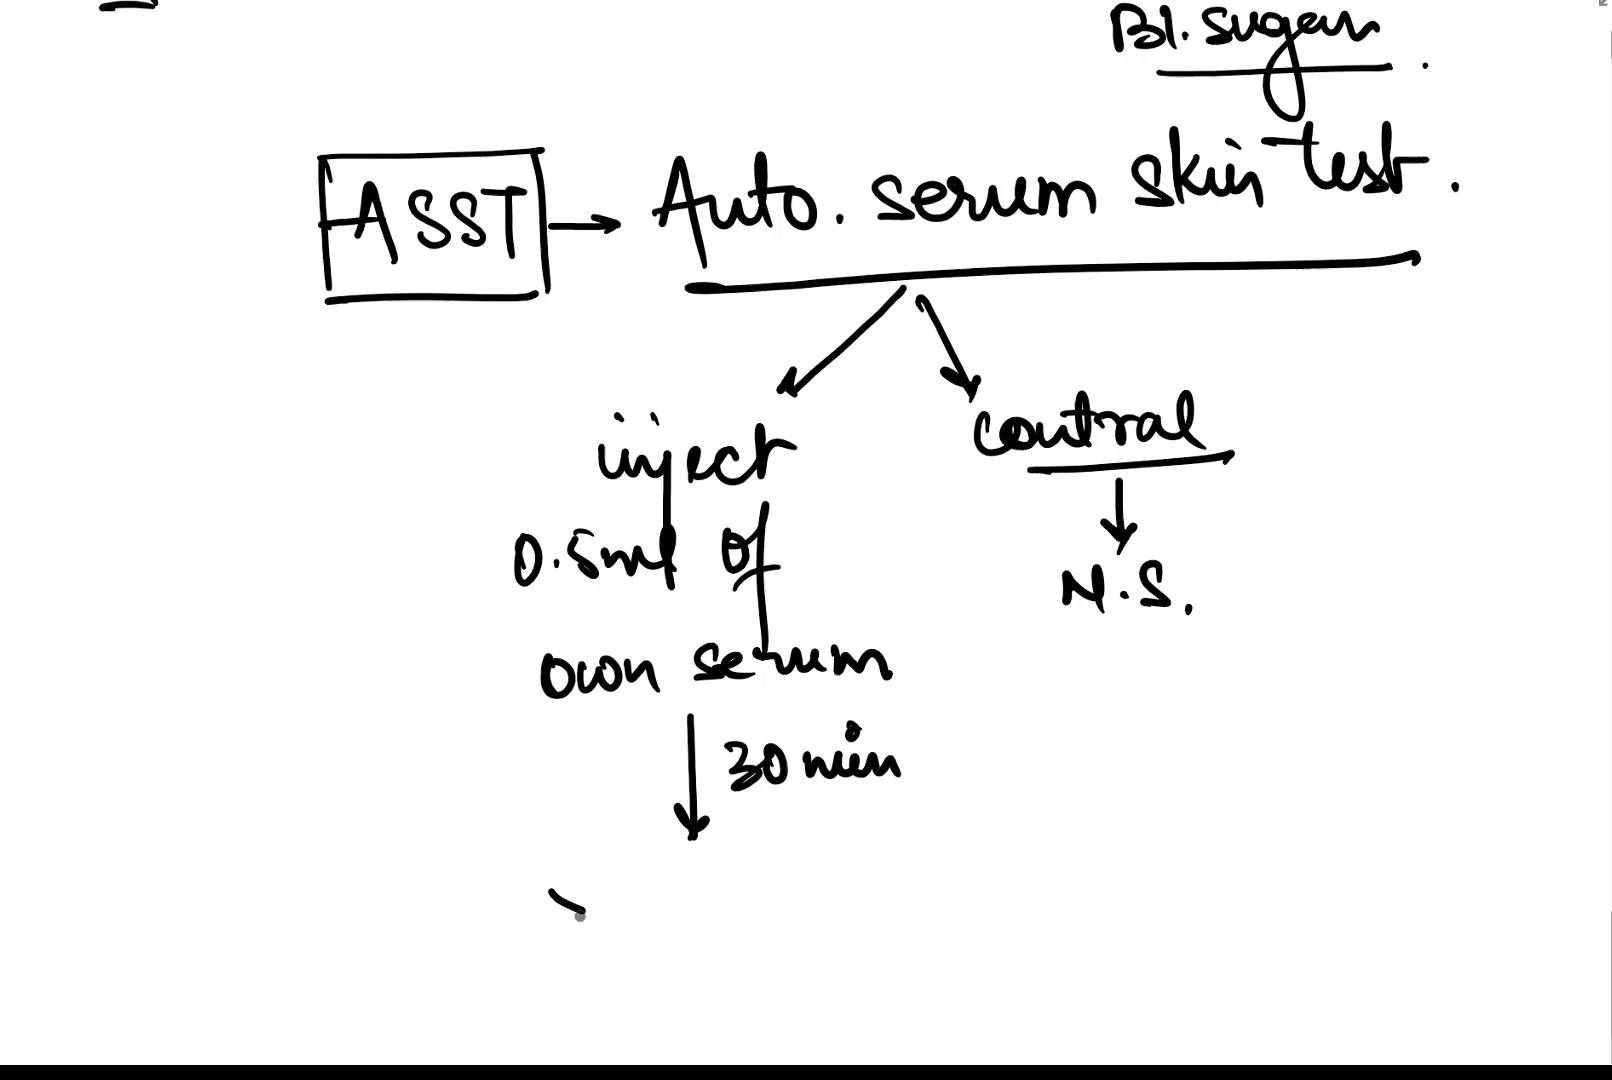 Bl. sugar
ASST → Auto. serum skin test.
inject
control
0.5ml of
N.S.
own serum
30 min